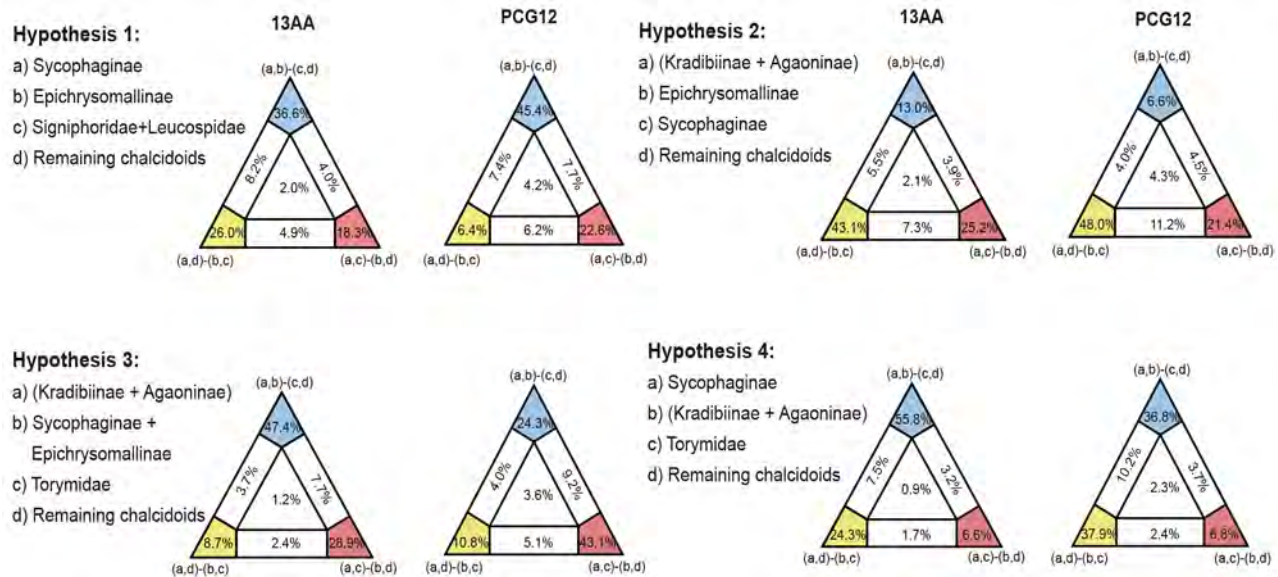 Hypothesis 1:
a) Sycophaginae
b) Epichrysomallinae
c) Signiphoridae+Leucospidae
d) Remaining chalcidoids
13AA
(a,b)-(c,d)
36.6%
8.2%
4.0%
2.0%
26.0%
4.9%
18.3%
(a,d)-(b,c)
(a,c)-(b,d)
PCG12
(a,b)-(c,d)
45.4%
7.4%
7.7%
4.2%
6.4%
6.2%
22.6%
(a,d)-(b,c)
(a,c)-(b,d)
Hypothesis 2:
a) (Kradibiinae + Agaoninae)
b) Epichrysomallinae
c) Sycophaginae
d) Remaining chalcidoids
13AA
(a,b)-(c,d)
13.0%
5.5%
3.9%
2.1%
43.1%
7.3%
25.2%
(a,d)-(b,c)
(a,c)-(b,d)
PCG12
(a,b)-(c,d)
6.6%
4.0%
4.5%
4.3%
48.0%
11.2%
21.4%
(a,d)-(b,c)
(a,c)-(b,d)
Hypothesis 3:
a) (Kradibiinae + Agaoninae)
b) Sycophaginae +
Epichrysomallinae
c) Torymidae
d) Remaining chalcidoids
(a,b)-(c,d)
47.4%
3.7%
7.7%
1.2%
8.7%
2.4%
28.9%
(a,d)-(b,c)
(a,c)-(b,d)
(a,b)-(c,d)
24.3%
4.0%
9.2%
3.6%
10.8%
5.1%
43.1%
(a,d)-(b,c)
(a,c)-(b,d)
Hypothesis 4:
a) Sycophaginae
b) (Kradibiinae + Agaoninae)
c) Torymidae
d) Remaining chalcidoids
(a,b)-(c,d)
55.8%
7.5%
3.2%
0.9%
24.3%
1.7%
6.6%
(a,d)-(b,c)
(a,c)-(b,d)
(a,b)-(c,d)
36.8%
10.2%
3.7%
2.3%
37.9%
2.4%
6.8%
(a,d)-(b,c)
(a,c)-(b,d)